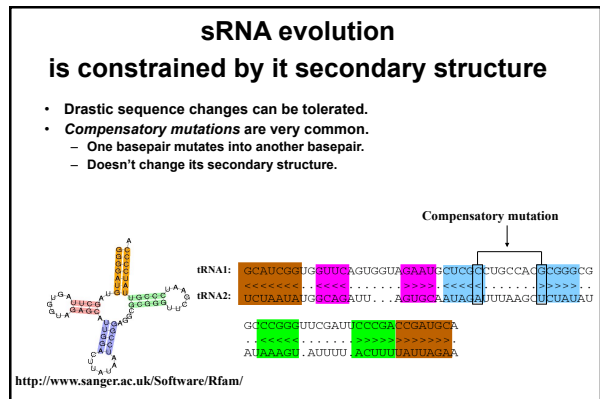 sRNA evolution
is constrained by it secondary structure
• Drastic sequence changes can be tolerated.
• Compensatory mutations are very common.
– One basepair mutates into another basepair.
– Doesn't change its secondary structure.
Compensatory mutation
tRNA1: GCAUCGGUGGUUCAGUGGUAGAAUGCUCGCCUGCCACGCGGGCG
<<<<<<<..<<<<.........>>>>.<<<<<.......>>>>>.
tRNA2: UCUAAUAUGGCAGAUU...AGUGCAAUAGAUUUAAGCUCUAUAU
GCCCGGGUUCGAUUCCCGACCGAUGCA
..<<<<<.......>>>>>>>>>>>>.
AUAAAGU.AUUUU.ACUUUUAUUAGAA
http://www.sanger.ac.uk/Software/Rfam/